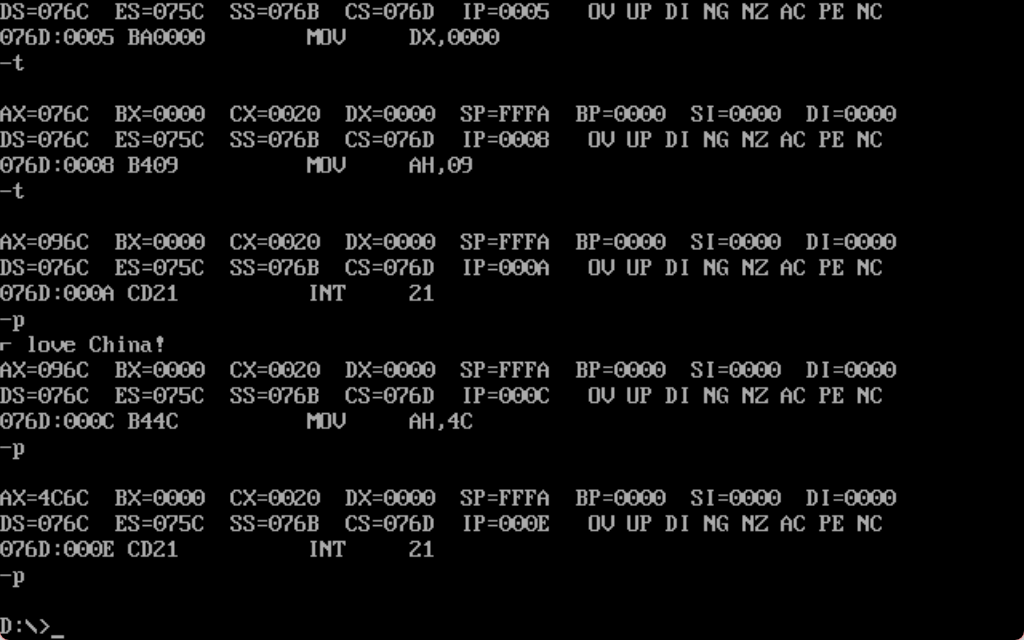 DS=076C  ES=075C  SS=076B  CS=076D  IP=0005   OV UP DI NG NZ AC PE NC
076D:0005 BA0000        MOV     DX,0000
-t
AX=076C  BX=0000  CX=0020  DX=0000  SP=FFFA  BP=0000  SI=0000  DI=0000
DS=076C  ES=075C  SS=076B  CS=076D  IP=0008   OV UP DI NG NZ AC PE NC
076D:0008 B409          MOV     AH,09
-t
AX=096C  BX=0000  CX=0020  DX=0000  SP=FFFA  BP=0000  SI=0000  DI=0000
DS=076C  ES=075C  SS=076B  CS=076D  IP=000A   OV UP DI NG NZ AC PE NC
076D:000A CD21          INT     21
-p
⌐ love China!
AX=096C  BX=0000  CX=0020  DX=0000  SP=FFFA  BP=0000  SI=0000  DI=0000
DS=076C  ES=075C  SS=076B  CS=076D  IP=000C   OV UP DI NG NZ AC PE NC
076D:000C B44C          MOV     AH,4C
-p
AX=4C6C  BX=0000  CX=0020  DX=0000  SP=FFFA  BP=0000  SI=0000  DI=0000
DS=076C  ES=075C  SS=076B  CS=076D  IP=000E   OV UP DI NG NZ AC PE NC
076D:000E CD21          INT     21
-p
D:\>_